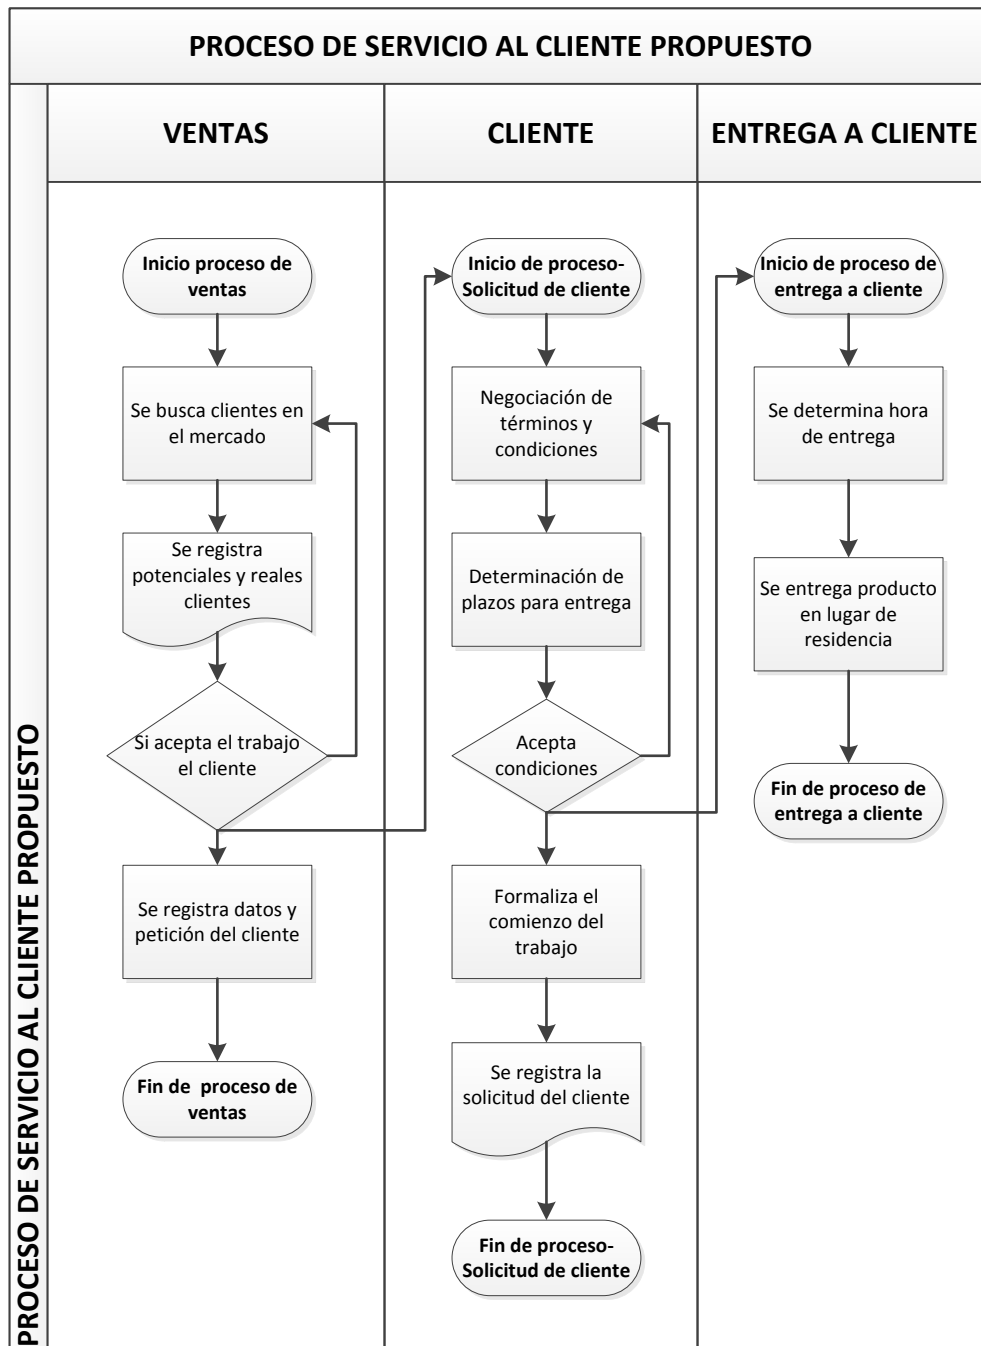 PROCESO DE SERVICIO AL CLIENTE PROPUESTO
PROCESO DE SERVICIO AL CLIENTE PROPUESTO
VENTAS
Inicio proceso de
ventas
Se busca clientes en
el mercado
Se registra
potenciales y reales
clientes
Si acepta el trabajo
el cliente
Se registra datos y
petición del cliente
Fin de  proceso de
ventas
CLIENTE
Inicio de proceso-
Solicitud de cliente
Negociación de
términos y
condiciones
Determinación de
plazos para entrega
Acepta
condiciones
Formaliza el
comienzo del
trabajo
Se registra la
solicitud del cliente
Fin de proceso-
Solicitud de cliente
ENTREGA A CLIENTE
Inicio de proceso de
entrega a cliente
Se determina hora
de entrega
Se entrega producto
en lugar de
residencia
Fin de proceso de
entrega a cliente